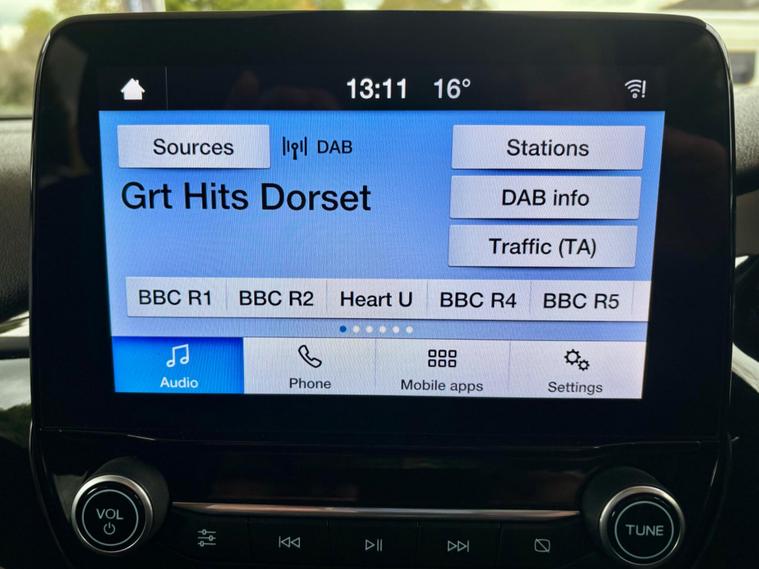 13:11 16°
Sources DAB Stations
Grt Hits Dorset DAB info
Traffic (TA)
BBC R1 BBC R2 Heart U BBC R4 BBC R5
Audio Phone Mobile apps Settings
VOL TUNE